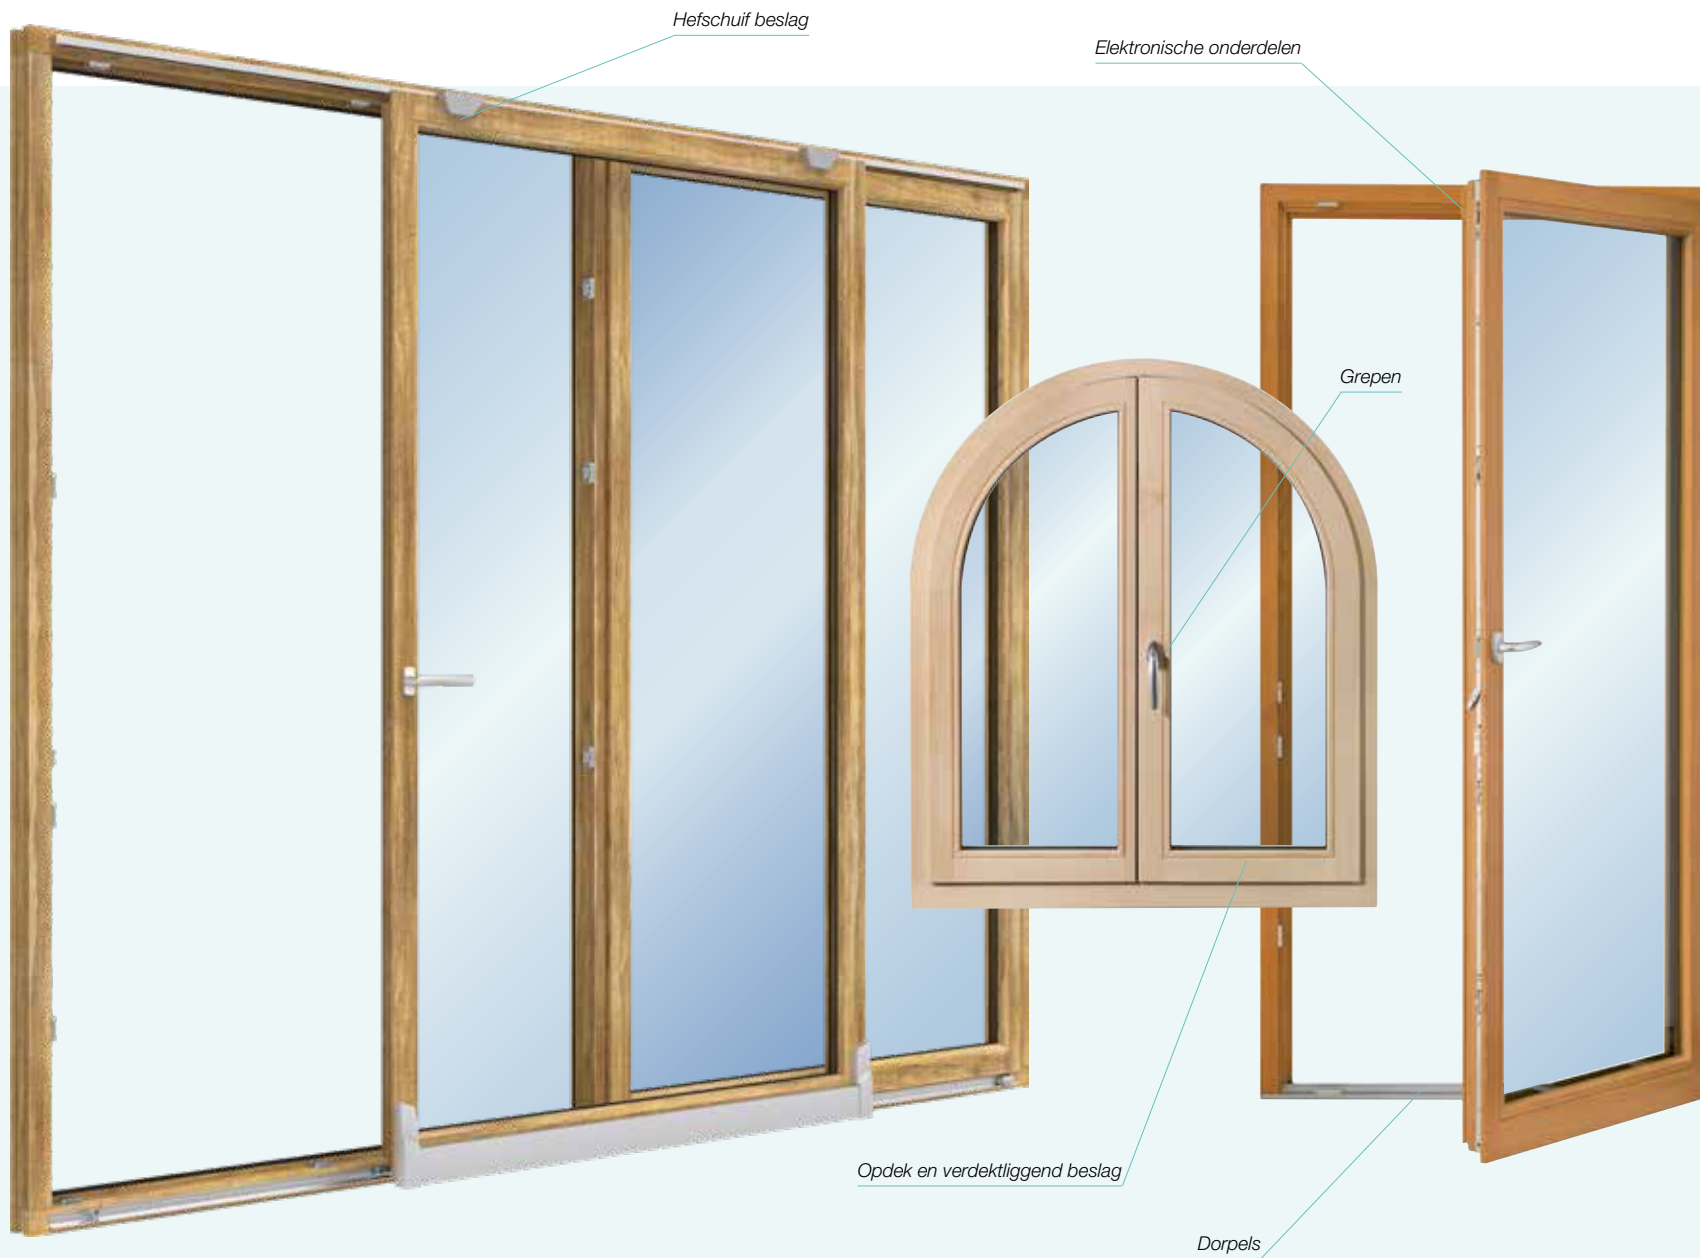 Hefschuif beslag
Elektronische onderdelen
Grepen
Opdek en verdektliggend beslag
Dorpels